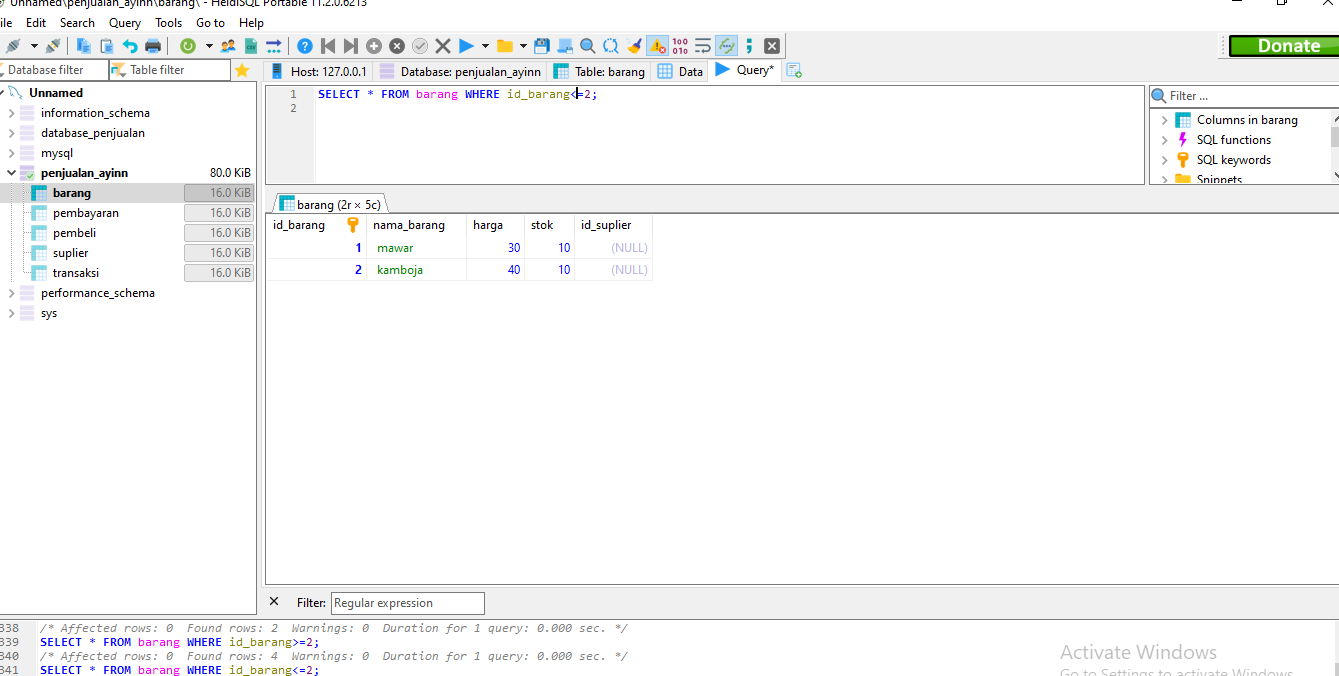 Unnamed\penjualan_ayinn\barang\ - HeidiSQL Portable 11.2.0.6213
ile Edit Search Query Tools Go to Help
Donate
Database filter Table filter
Host: 127.0.0.1 Database: penjualan_ayinn Table: barang Data Query*
Unnamed
information_schema
database_penjualan
mysql
penjualan_ayinn 80.0 KiB
barang 16.0 KiB
pembayaran 16.0 KiB
pembeli 16.0 KiB
suplier 16.0 KiB
transaksi 16.0 KiB
performance_schema
sys
1 SELECT * FROM barang WHERE id_barang<=2;
2
Filter ...
Columns in barang
SQL functions
SQL keywords
Snippets
barang (2r × 5c)
id_barang nama_barang harga stok id_suplier
1 mawar 30 10 (NULL)
2 kamboja 40 10 (NULL)
Filter: Regular expression
338 /* Affected rows: 0 Found rows: 2 Warnings: 0 Duration for 1 query: 0.000 sec. */
339 SELECT * FROM barang WHERE id_barang>=2;
340 /* Affected rows: 0 Found rows: 4 Warnings: 0 Duration for 1 query: 0.000 sec. */
341 SELECT * FROM barang WHERE id_barang<=2;
Activate Windows
Go to Settings to activate Windows.